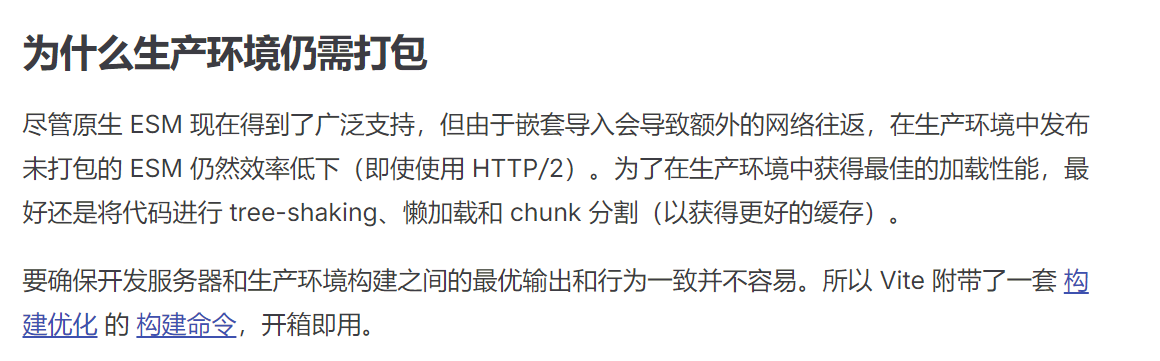 为什么生产环境仍需打包
尽管原生 ESM 现在得到了广泛支持，但由于嵌套导入会导致额外的网络往返，在生产环境中发布
未打包的 ESM 仍然效率低下（即使使用 HTTP/2）。为了在生产环境中获得最佳的加载性能，最
好还是将代码进行 tree-shaking、懒加载和 chunk 分割（以获得更好的缓存）。
要确保开发服务器和生产环境构建之间的最优输出和行为一致并不容易。所以 Vite 附带了一套 构
建优化 的 构建命令，开箱即用。